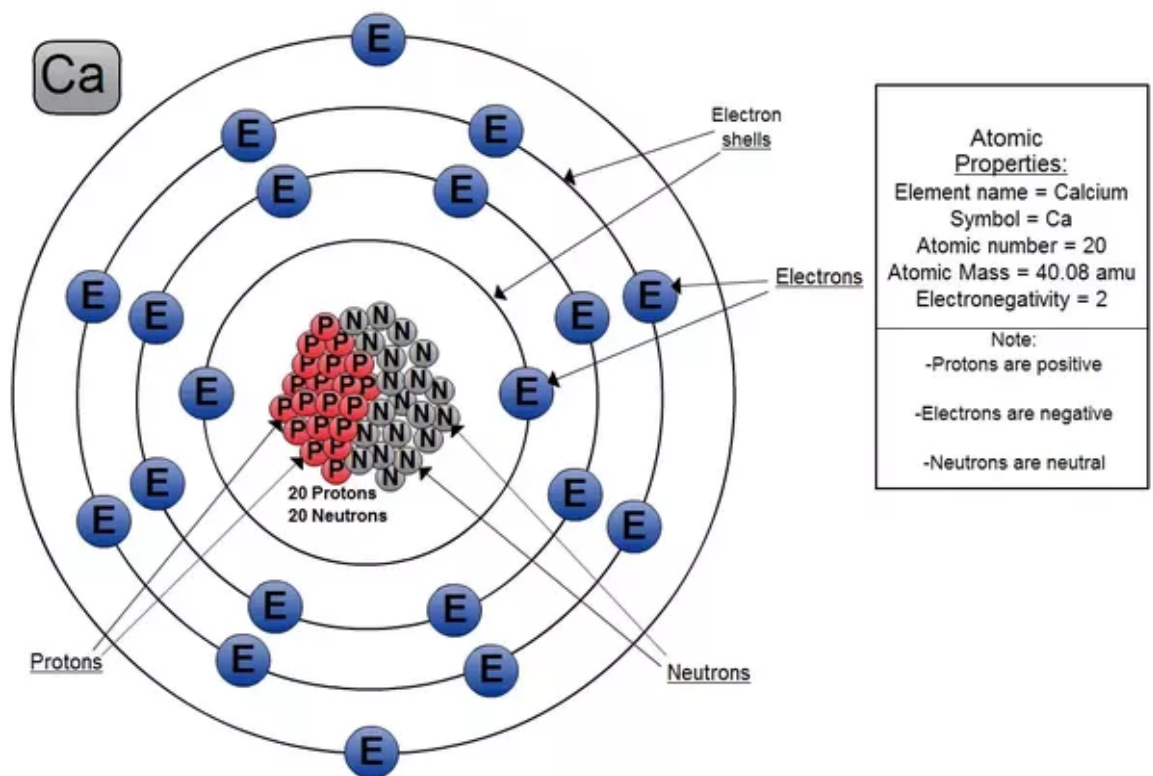 E
Ca
E E
Electron
shells
E E
E E
E E
Electrons
E E
P N N N
P P N N N
P P P N N N
P P P P N N
P P P P N N N N
P P P N N N
P P N N N
P N
20 Protons
20 Neutrons
E E
E E
E E
E E
Protons
Neutrons
E
Atomic
Properties:
Element name = Calcium
Symbol = Ca
Atomic number = 20
Atomic Mass = 40.08 amu
Electronegativity = 2
Note:
-Protons are positive
-Electrons are negative
-Neutrons are neutral